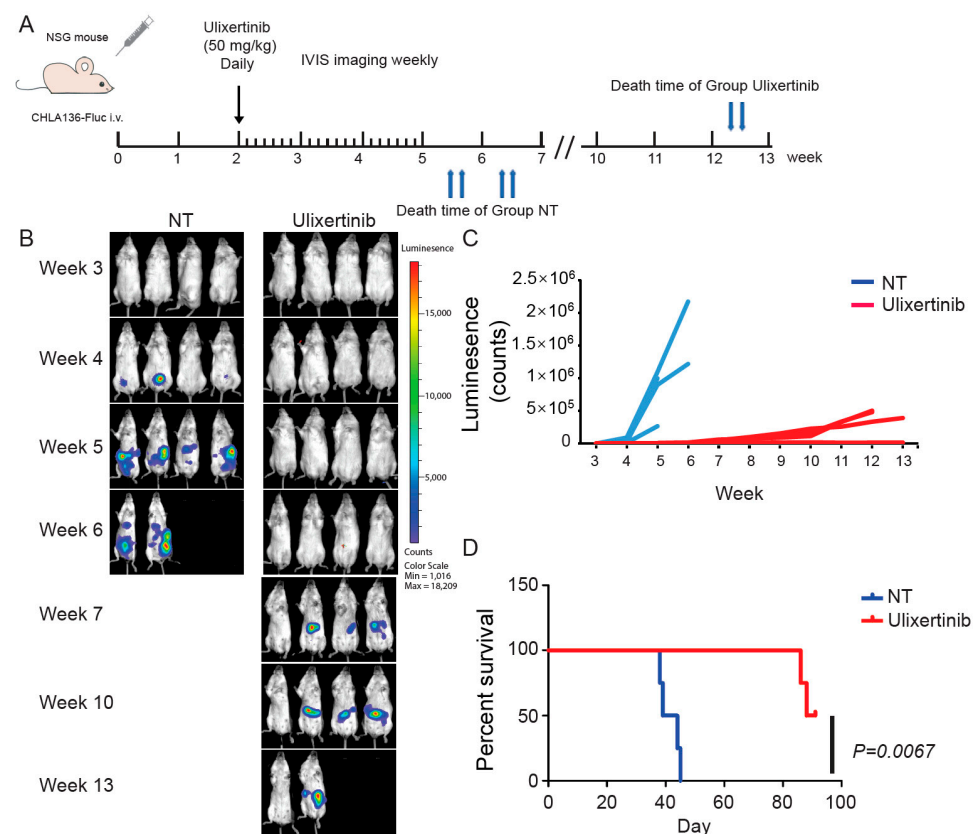 A
NSG mouse
CHLA136-Fluc i.v.
Ulixertinib
(50 mg/kg)
Daily
IVIS imaging weekly
Death time of Group Ulixertinib
0 1 2 3 4 5 6 7 // 10 11 12 13 week
Death time of Group NT
B
NT Ulixertinib
Week 3
Week 4
Week 5
Week 6
Week 7
Week 10
Week 13
Luminesence
15,000
10,000
5,000
Counts
Color Scale
Min = 1,016
Max = 18,209
C
NT
Ulixertinib
Luminesence
(counts)
2.5×10⁶
2×10⁶
1×10⁶
1×10⁶
5×10⁵
0
3 4 5 6 7 8 9 10 11 12 13
Week
D
NT
Ulixertinib
Percent survival
150
100
50
0
0 20 40 60 80 100
Day
P=0.0067